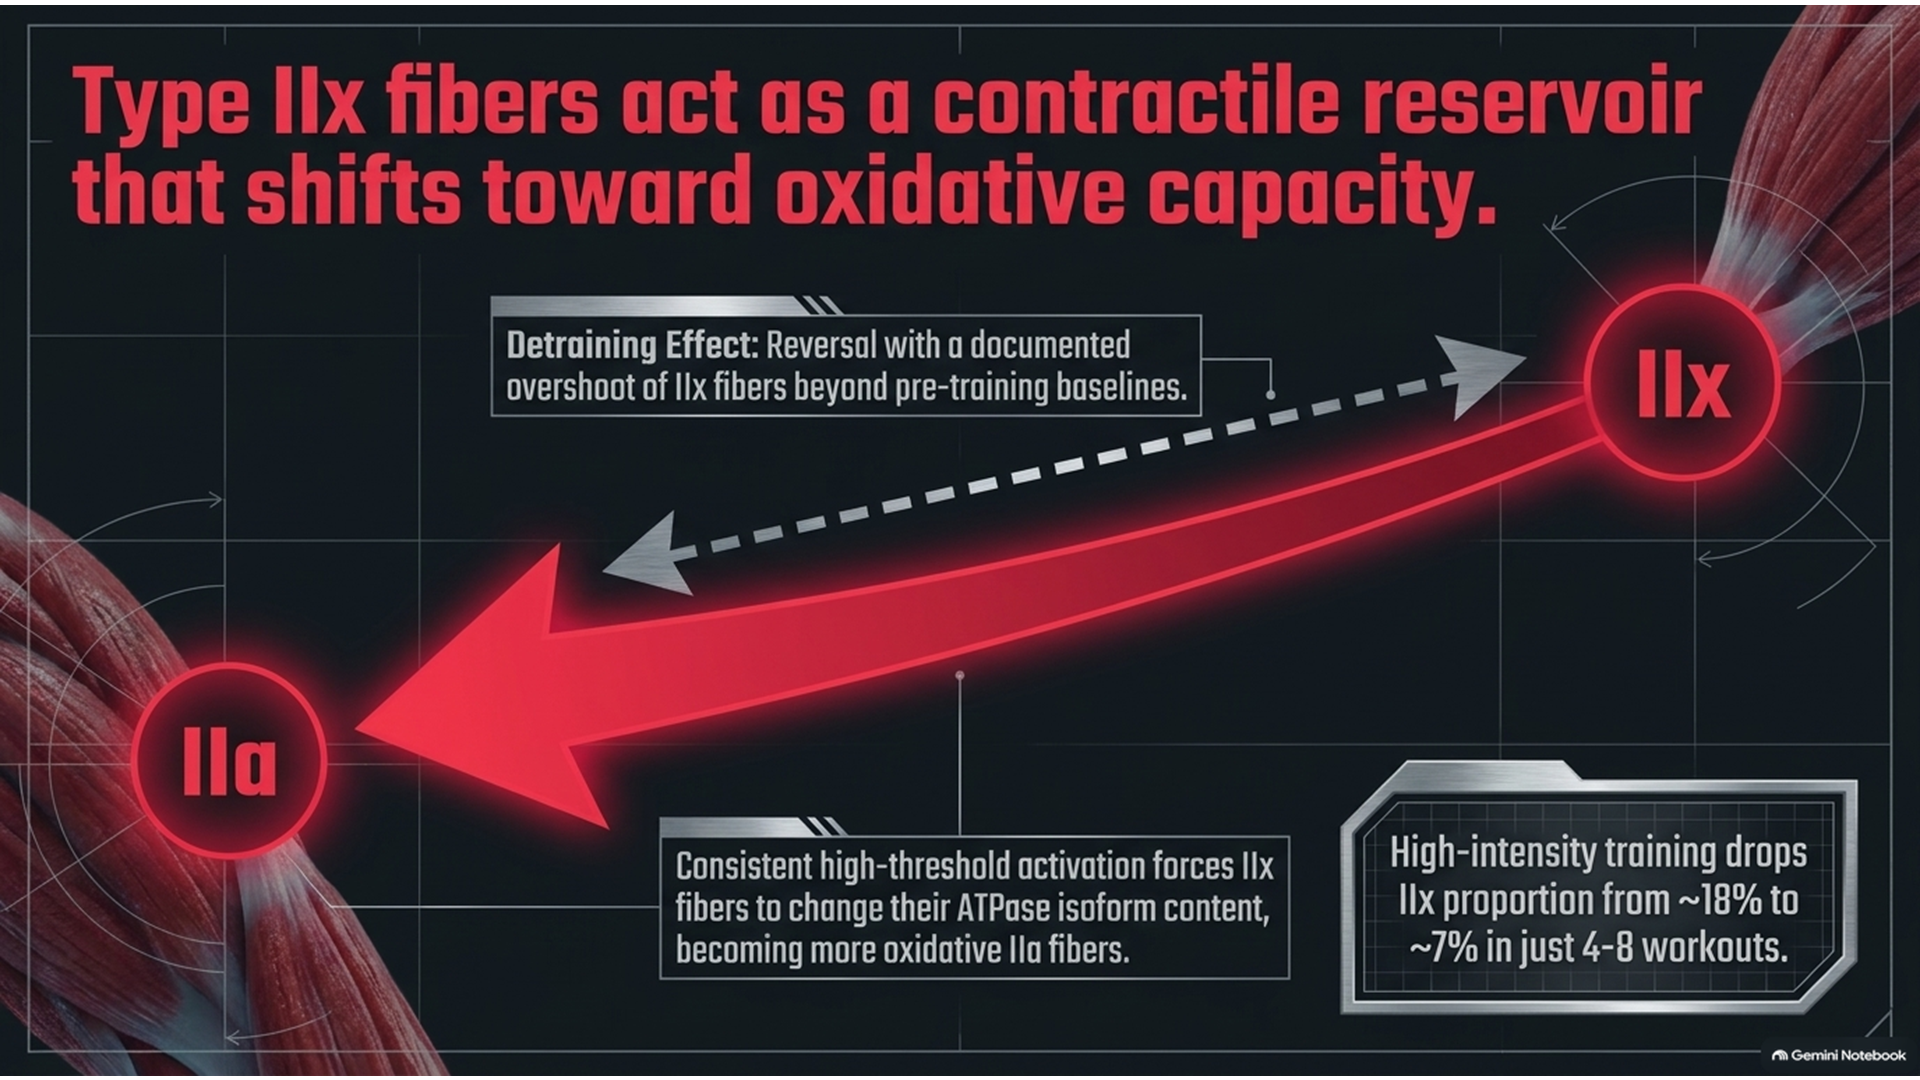 Type IIx fibers act as a contractile reservoir
that shifts toward oxidative capacity.
Detraining Effect: Reversal with a documented
overshoot of IIx fibers beyond pre-training baselines.
IIx
IIa
Consistent high-threshold activation forces IIx
fibers to change their ATPase isoform content,
becoming more oxidative IIa fibers.
High-intensity training drops
IIx proportion from ~18% to
~7% in just 4-8 workouts.
Gemini Notebook